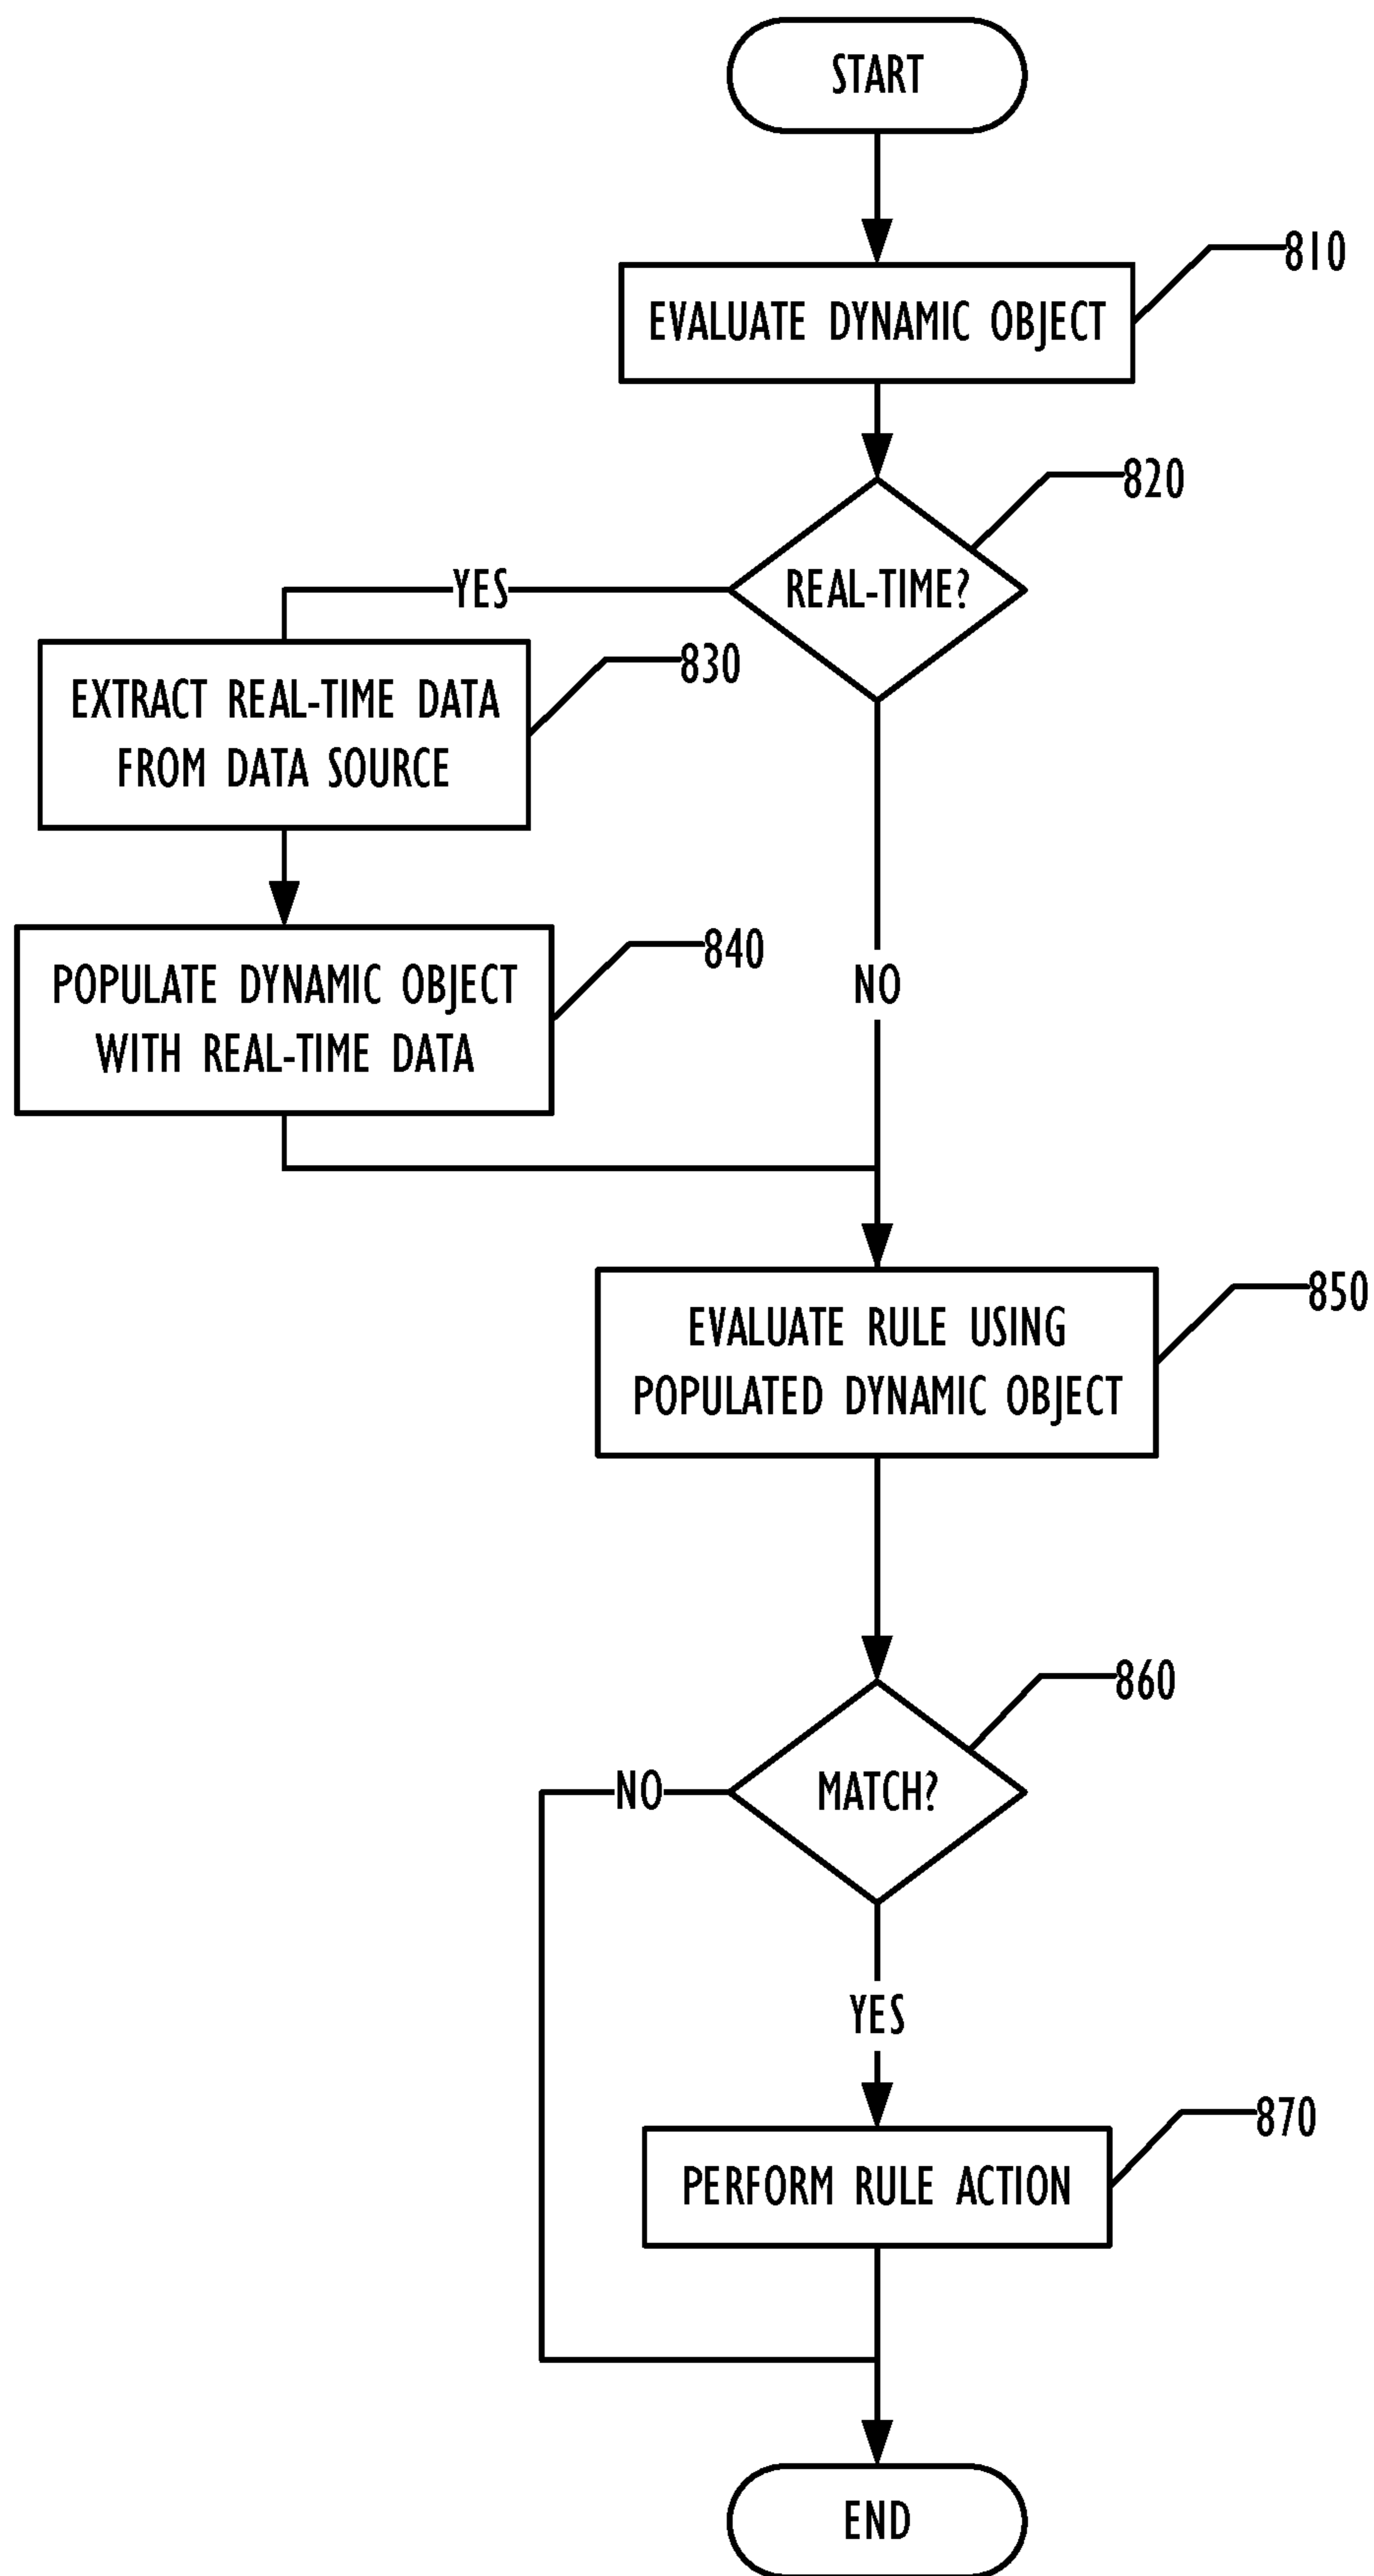 START
EVALUATE DYNAMIC OBJECT
810
REAL-TIME?
820
YES
EXTRACT REAL-TIME DATA
FROM DATA SOURCE
830
POPULATE DYNAMIC OBJECT
WITH REAL-TIME DATA
840
NO
EVALUATE RULE USING
POPULATED DYNAMIC OBJECT
850
MATCH?
860
NO
YES
PERFORM RULE ACTION
870
END